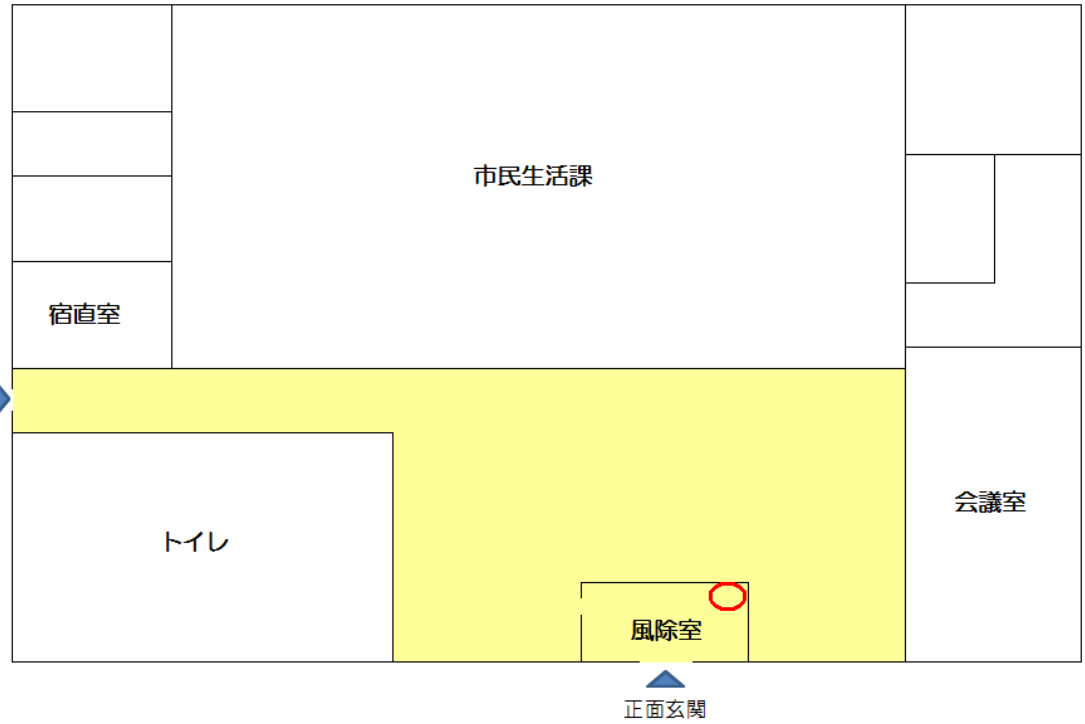 市民生活課
宿直室
会議室
トイレ
風除室
正面玄関